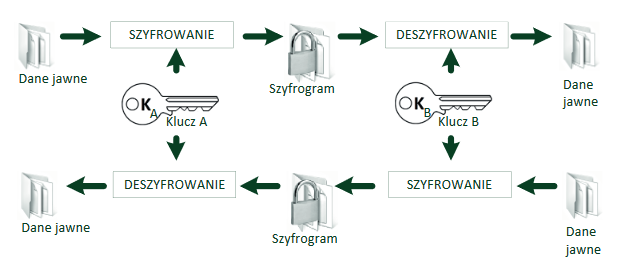 SZYFROWANIE
DESZYFROWANIE
Dane jawne
Szyfrogram
Dane
jawne
K
A
Klucz A
K
B
Klucz B
DESZYFROWANIE
SZYFROWANIE
Dane jawne
Szyfrogram
Dane
jawne